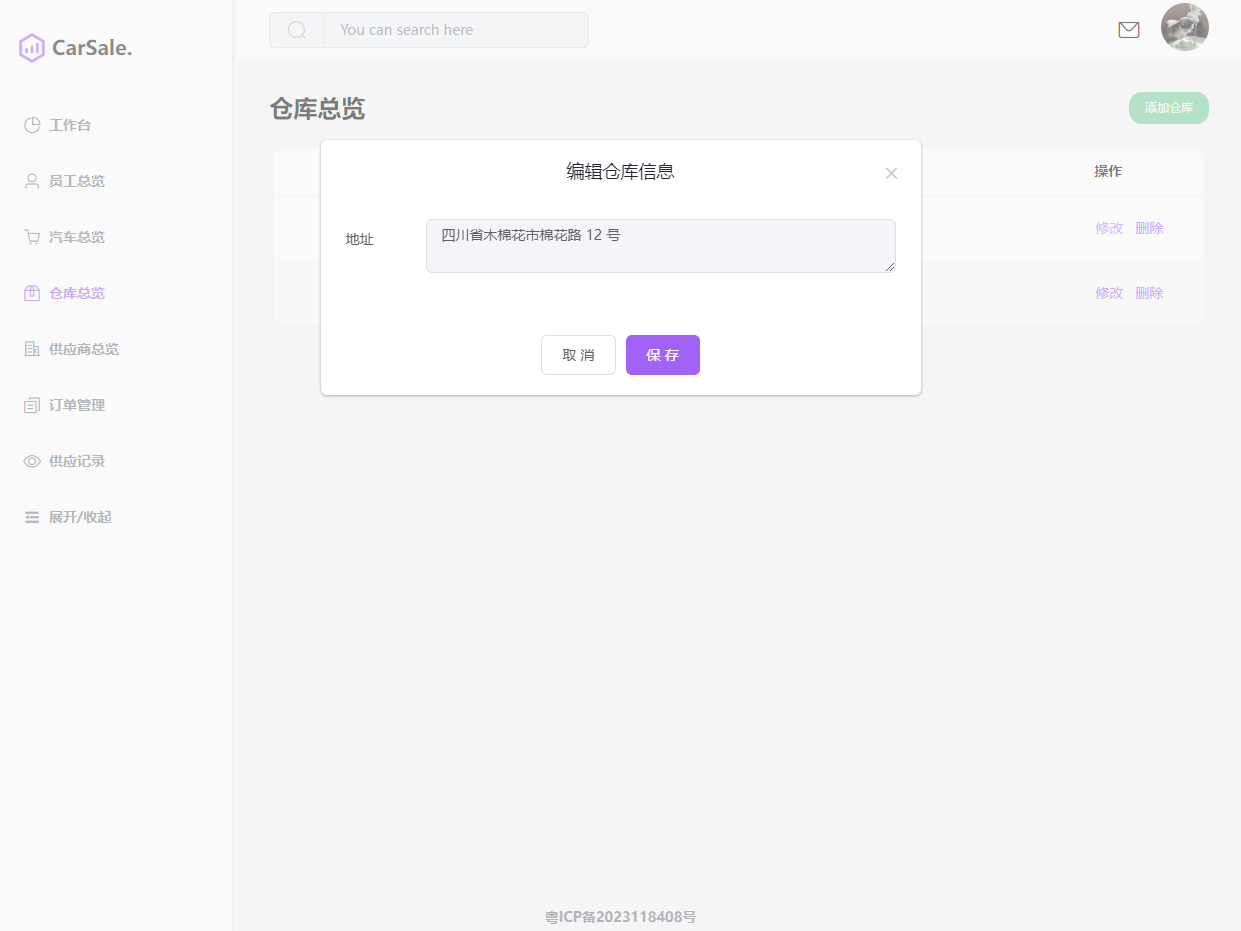 CarSale.
You can search here
工作台
员工总览
汽车总览
仓库总览
供应商总览
订单管理
供应记录
展开/收起
仓库总览
添加仓库
操作
修改 删除
修改 删除
编辑仓库信息
地址
四川省木棉花市棉花路 12 号
取 消
保 存
粤ICP备2023118408号